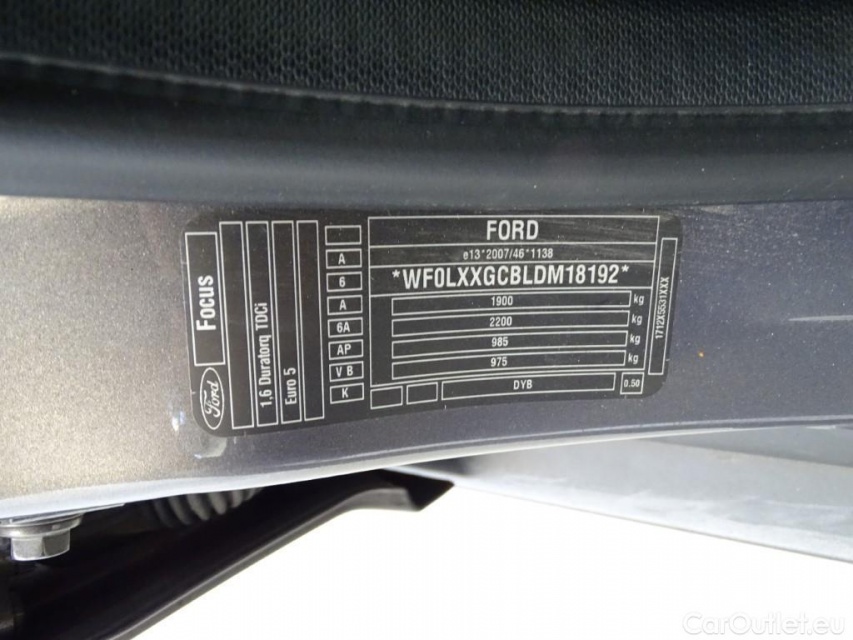 FORD
e13*2007/46*1138
*WF0LXXGCBLDM18192*
1900 kg
2200 kg
985 kg
975 kg
DYB 0.50
1712X5531XXX
A
6
A
6A
AP
V B
K
Focus
1,6 Duratorq TDCi
Euro 5
Ford
CarOutlet.eu